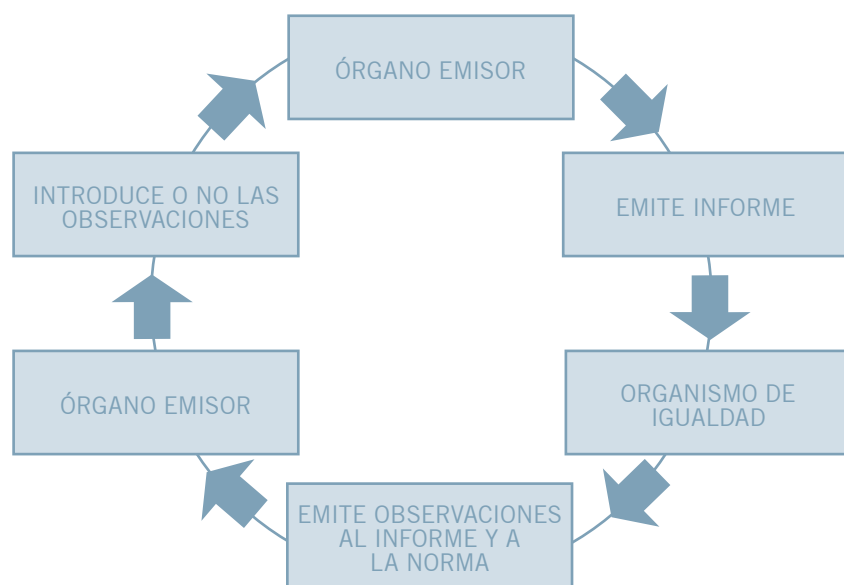 ÓRGANO EMISOR
EMITE INFORME
ORGANISMO DE
IGUALDAD
EMITE OBSERVACIONES
AL INFORME Y A
LA NORMA
ÓRGANO EMISOR
INTRODUCE O NO LAS
OBSERVACIONES